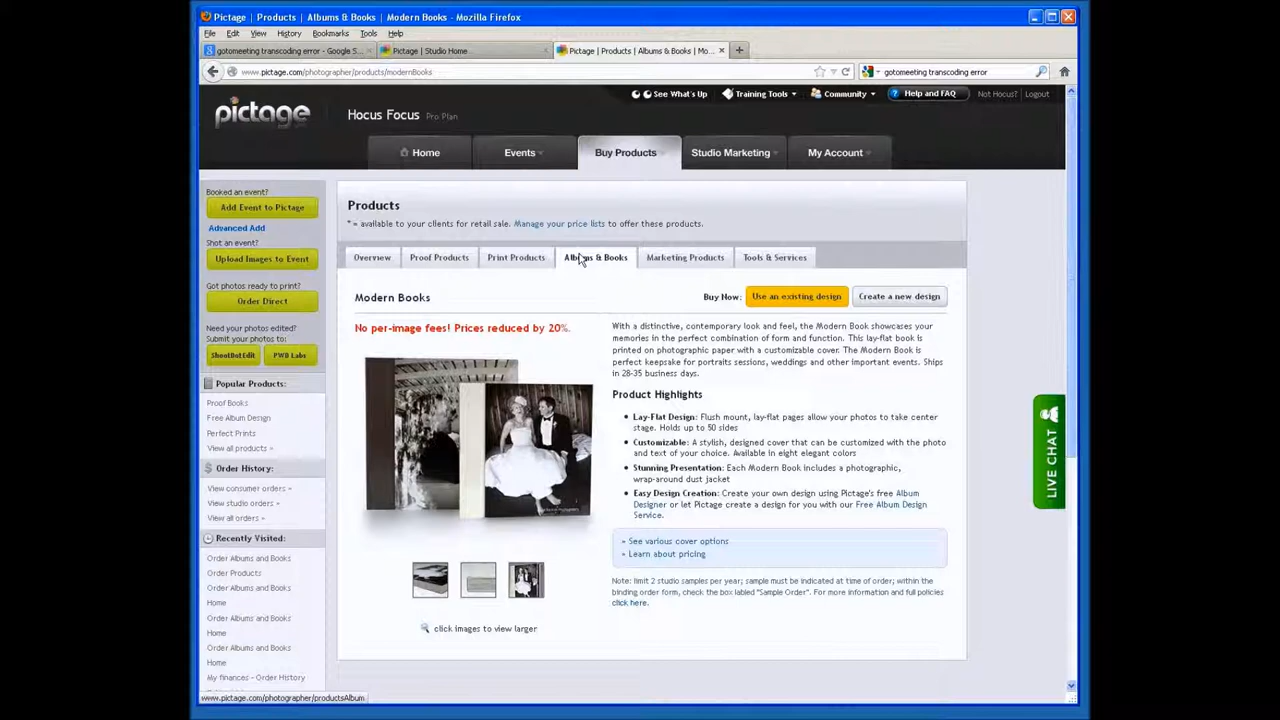 Pictage | Products | Albums & Books | Modern Books - Mozilla Firefox
File Edit View History Bookmarks Tools Help
gotomeeting transcoding error - Google S...
Pictage | Studio Home
Pictage | Products | Albums & Books | Mo...
www.pictage.com/photographer/products/modernBooks
gotomeeting transcoding error
pictage
Hocus Focus Pro Plan
See What's Up Training Tools Community Help and FAQ Not Hocus? Logout
Home Events Buy Products Studio Marketing My Account
Booked an event?
Add Event to Pictage
Advanced Add
Shot an event?
Upload Images to Event
Got photos ready to print?
Order Direct
Need your photos edited?
Submit your photos to:
ShootDotEdit PWD Labs
Popular Products:
Proof Books
Free Album Design
Perfect Prints
View all products »
Order History:
View consumer orders »
View studio orders »
View all orders »
Recently Visited:
Order Albums and Books
Order Products
Order Albums and Books
Home
Order Albums and Books
Home
Order Albums and Books
Home
My finances - Order History
www.pictage.com/photographer/productsAlbum
Products
* = available to your clients for retail sale. Manage your price lists to offer these products.
Overview Proof Products Print Products Albums & Books Marketing Products Tools & Services
Modern Books
Buy Now: Use an existing design Create a new design
No per-image fees! Prices reduced by 20%.
click images to view larger
With a distinctive, contemporary look and feel, the Modern Book showcases your
memories in the perfect combination of form and function. This lay-flat book is
printed on photographic paper with a customizable cover. The Modern Book is
perfect keepsake for portraits sessions, weddings and other important events. Ships
in 28-35 business days.
Product Highlights
Lay-Flat Design: Flush mount, lay-flat pages allow your photos to take center
stage. Holds up to 50 sides
Customizable: A stylish, designed cover that can be customized with the photo
and text of your choice. Available in eight elegant colors
Stunning Presentation: Each Modern Book includes a photographic,
wrap-around dust jacket
Easy Design Creation: Create your own design using Pictage's free Album
Designer or let Pictage create a design for you with our Free Album Design
Service.
» See various cover options
» Learn about pricing
Note: limit 2 studio samples per year; sample must be indicated at time of order; within the
binding order form, check the box labled "Sample Order". For more information and full policies
click here.
LIVE CHAT